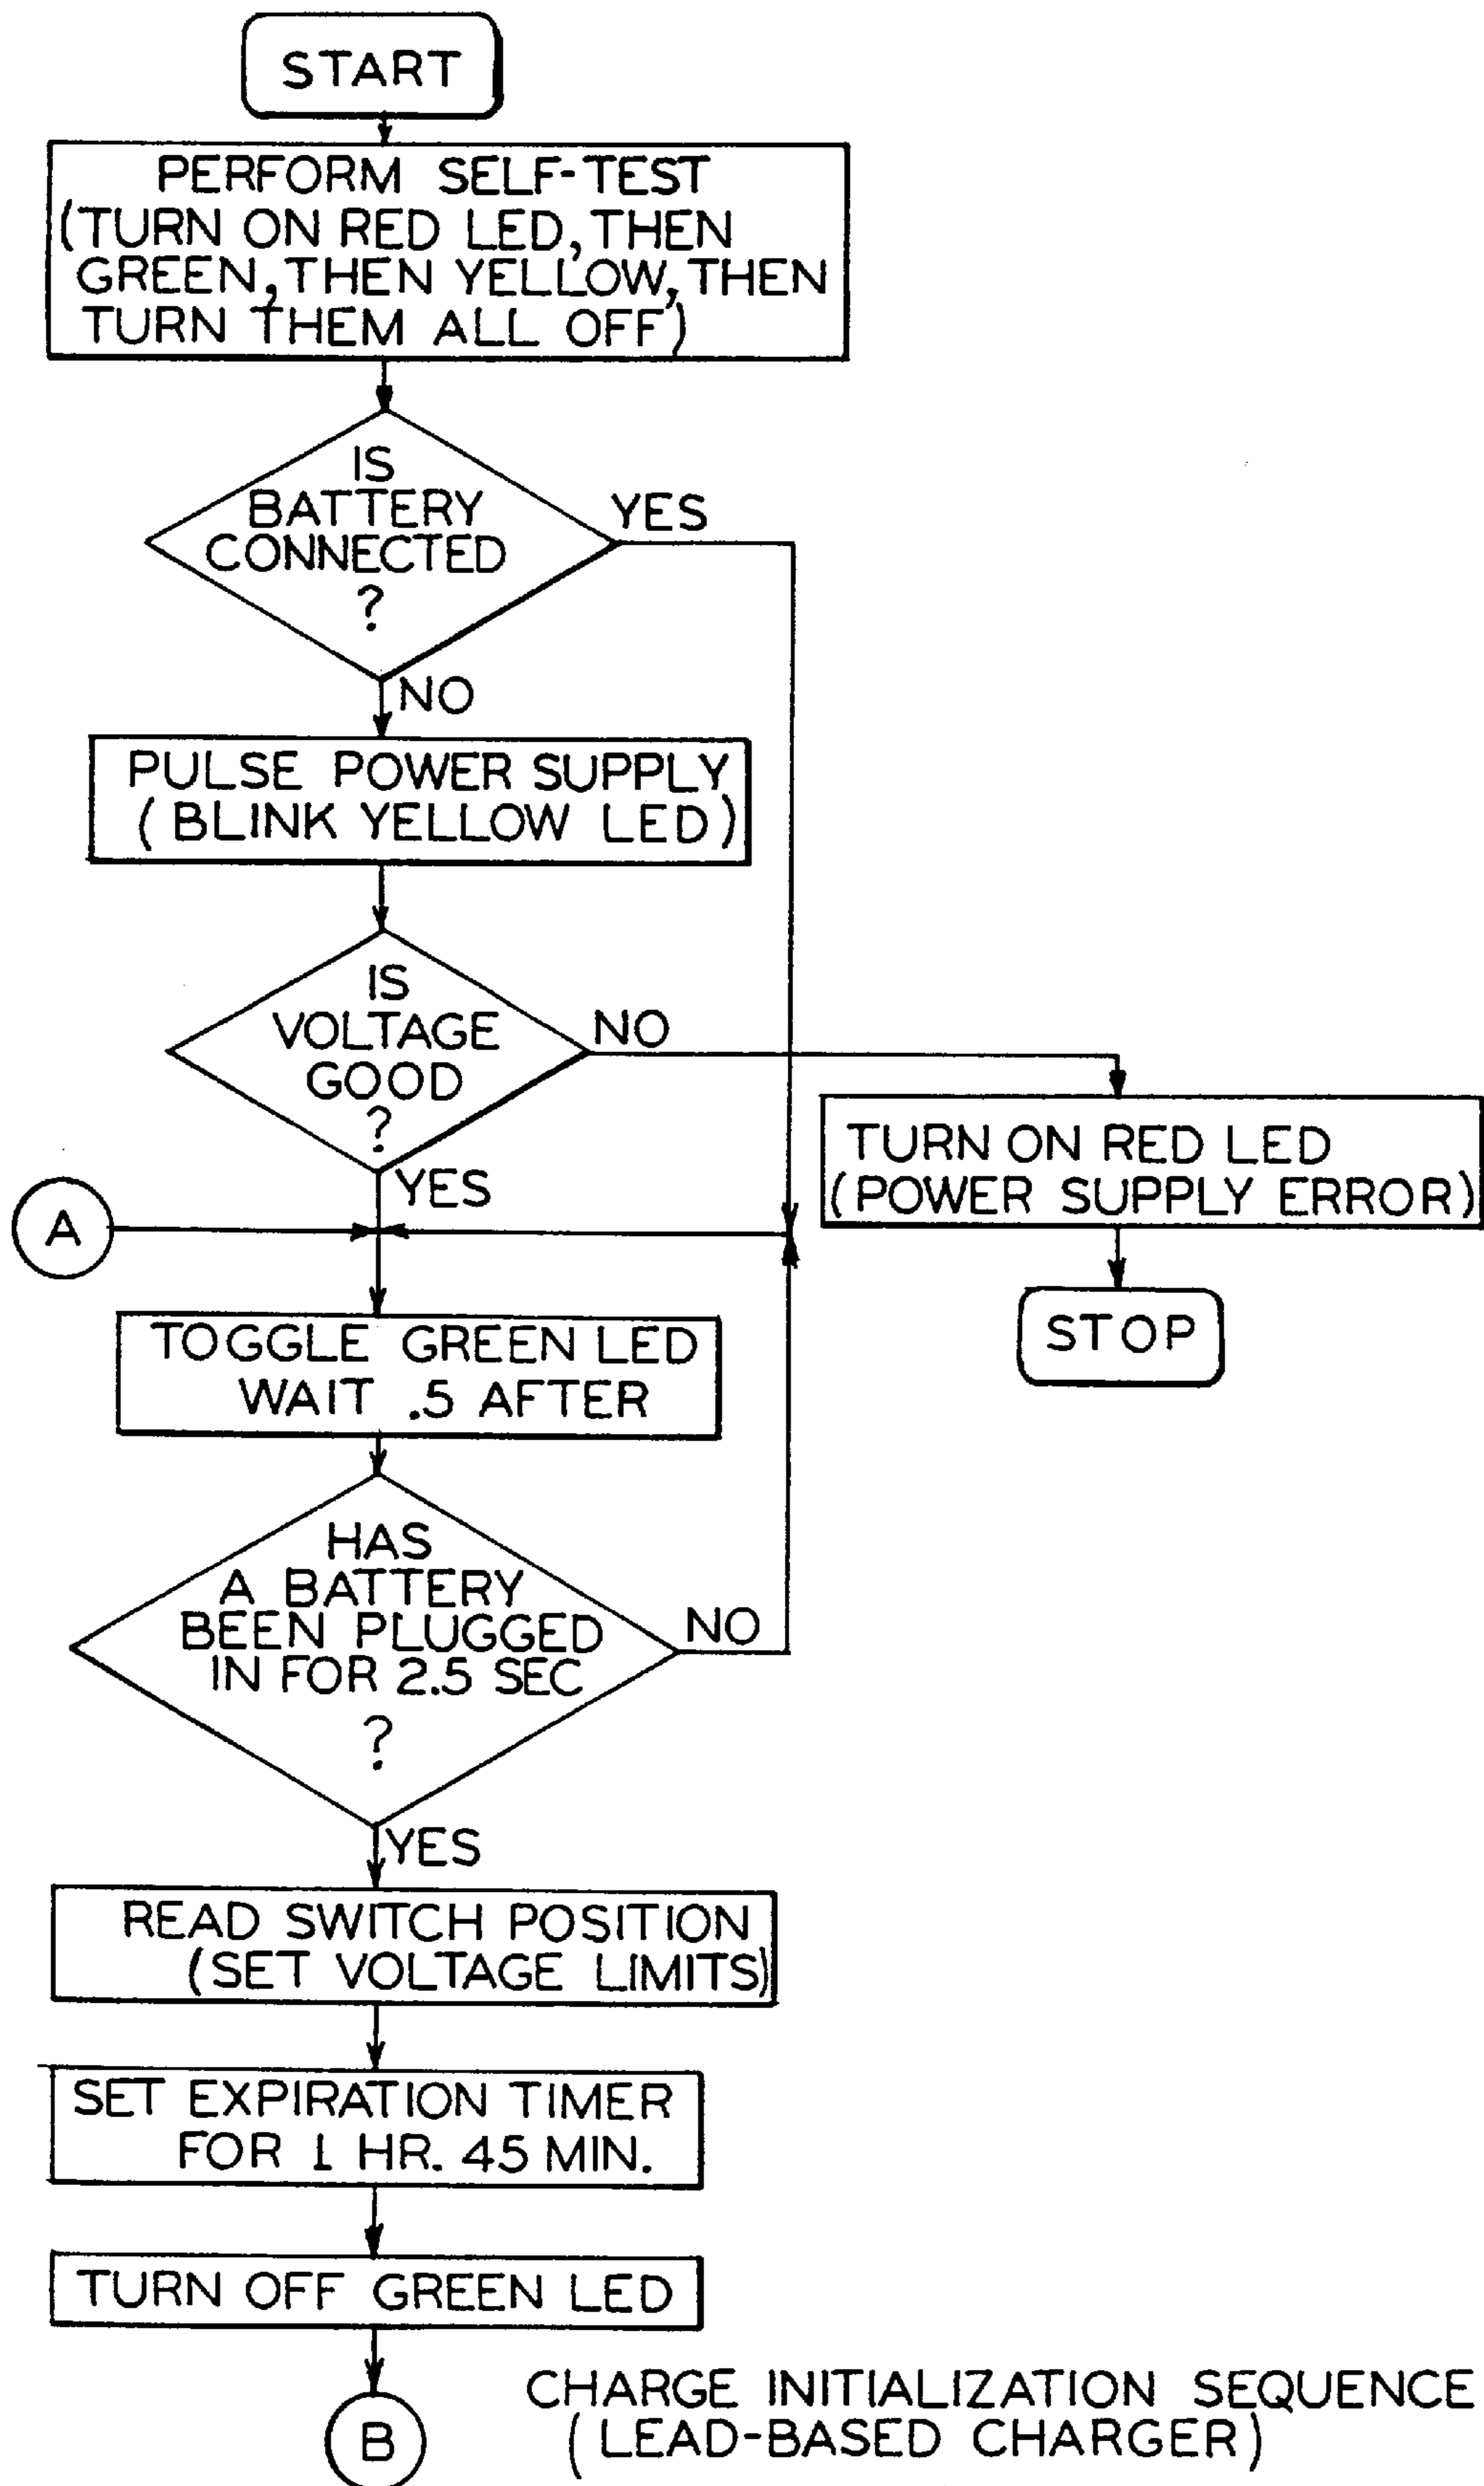 START
PERFORM SELF-TEST
(TURN ON RED LED, THEN
GREEN, THEN YELLOW, THEN
TURN THEM ALL OFF)
IS
BATTERY
CONNECTED
?
YES
NO
PULSE POWER SUPPLY
(BLINK YELLOW LED)
IS
VOLTAGE
GOOD
?
NO
YES
TURN ON RED LED
(POWER SUPPLY ERROR)
STOP
A
TOGGLE GREEN LED
WAIT .5 AFTER
HAS
A BATTERY
BEEN PLUGGED
IN FOR 2.5 SEC
?
NO
YES
READ SWITCH POSITION
(SET VOLTAGE LIMITS)
SET EXPIRATION TIMER
FOR 1 HR. 45 MIN.
TURN OFF GREEN LED
B
CHARGE INITIALIZATION SEQUENCE
(LEAD-BASED CHARGER)